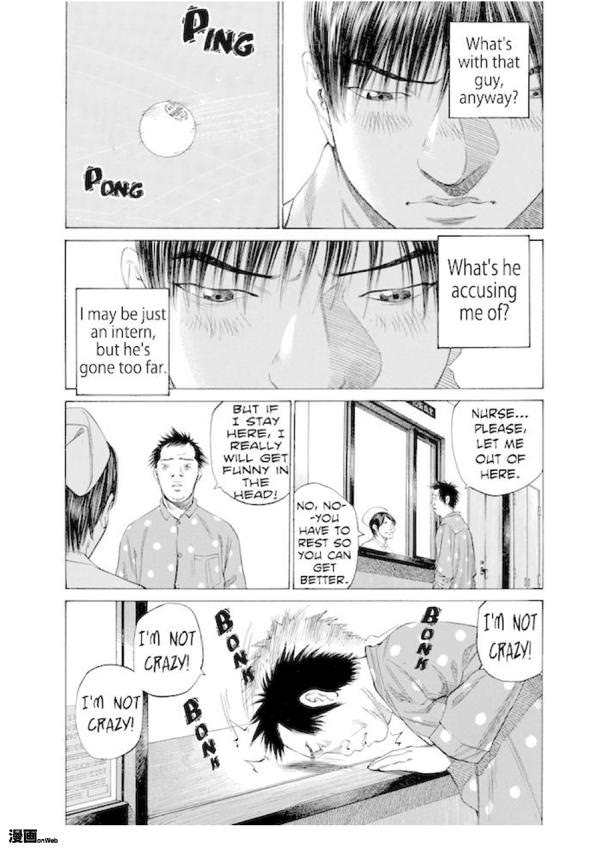 What's
with that
guy,
anyway?
PING
PONG
What's he
accusing
me of?
I may be just
an intern,
but he's
gone too far.
NURSE...
PLEASE,
LET ME
OUT OF
HERE.
NO, NO-
-YOU
HAVE TO
REST SO
YOU CAN
GET
BETTER.
BUT IF
I STAY
HERE, I
REALLY
WILL GET
FUNNY IN
THE
HEAD!
I'M NOT
CRAZY!
BONK
BONK
BONK
I'M NOT
CRAZY!
I'M NOT
CRAZY!
漫画onWeb